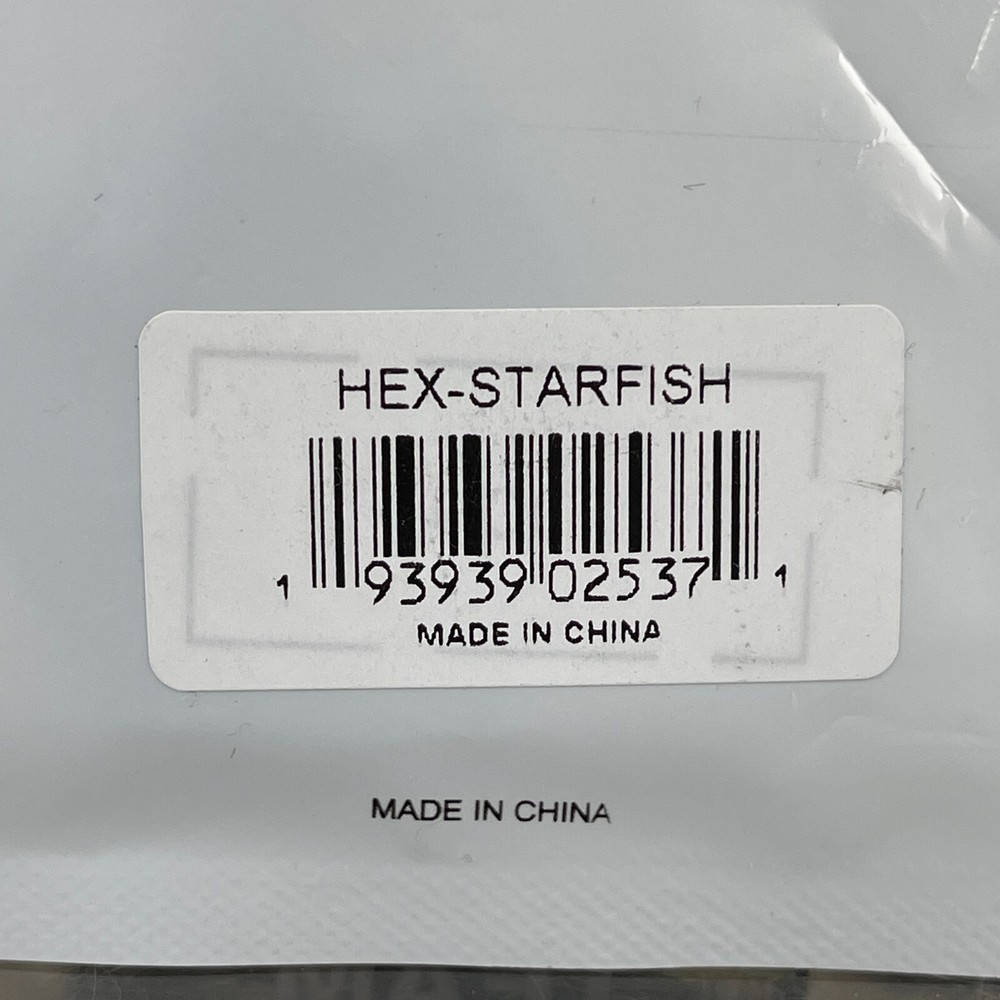 HEX-STARFISH
1 93939 02537 1
MADE IN CHINA
MADE IN CHINA